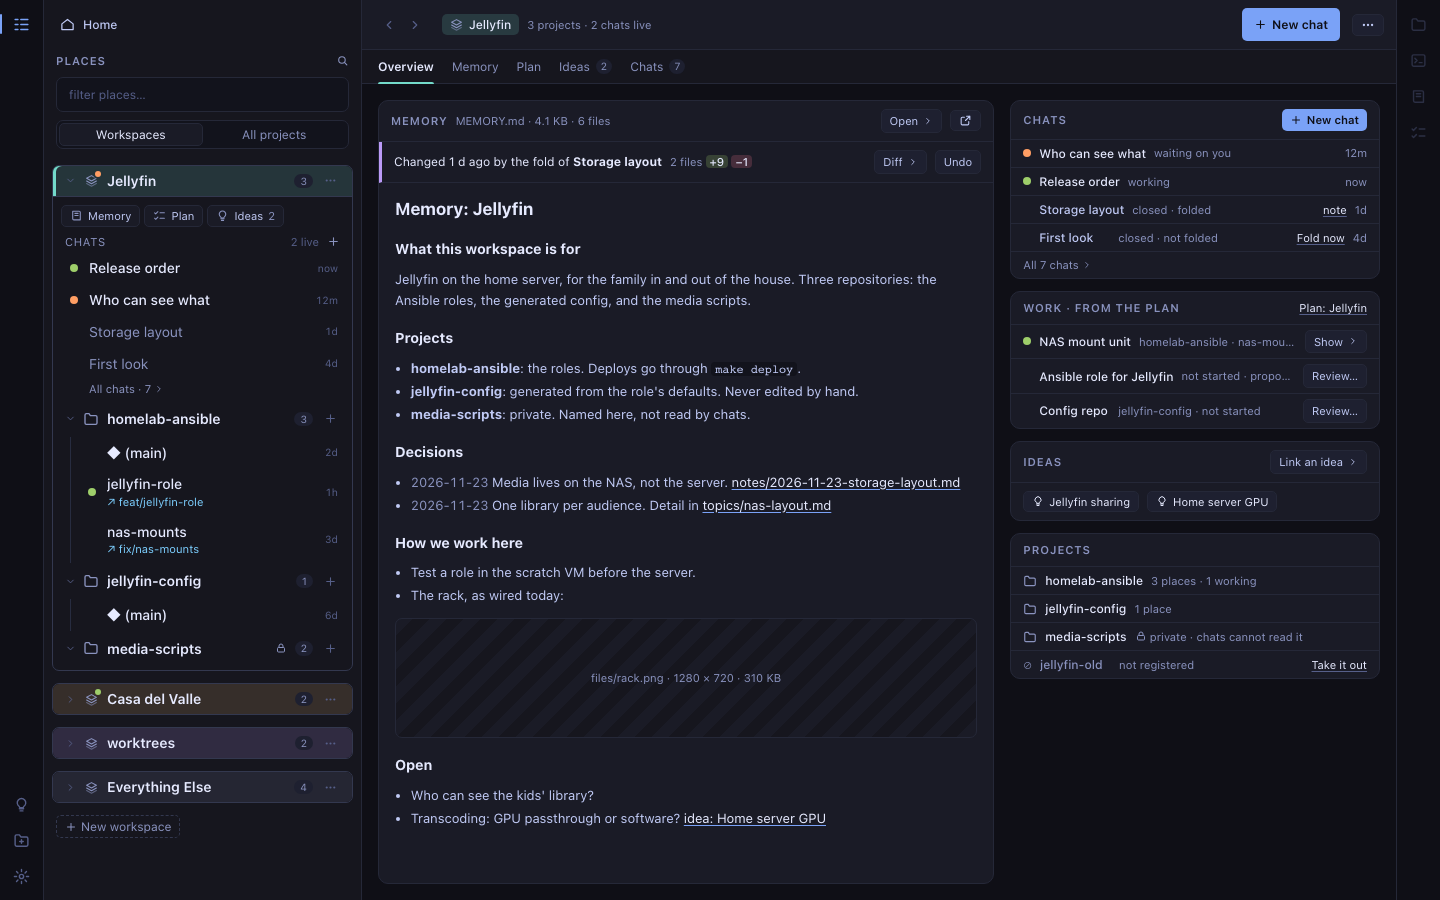 Home
PLACES
filter places...
Workspaces
All projects
Jellyfin
3
Memory
Plan
Ideas 2
CHATS
2 live
Release order
now
Who can see what
12m
Storage layout
1d
First look
4d
All chats · 7
homelab-ansible
3
(main)
2d
jellyfin-role
↗ feat/jellyfin-role
1h
nas-mounts
↗ fix/nas-mounts
3d
jellyfin-config
1
(main)
6d
media-scripts
2
Casa del Valle
2
worktrees
2
Everything Else
4
+ New workspace
Jellyfin
3 projects · 2 chats live
+ New chat
Overview
Memory
Plan
Ideas 2
Chats 7
MEMORY MEMORY.md · 4.1 KB · 6 files
Open
Changed 1 d ago by the fold of Storage layout 2 files +9 −1
Diff
Undo
Memory: Jellyfin
What this workspace is for
Jellyfin on the home server, for the family in and out of the house. Three repositories: the
Ansible roles, the generated config, and the media scripts.
Projects
• homelab-ansible: the roles. Deploys go through make deploy.
• jellyfin-config: generated from the role's defaults. Never edited by hand.
• media-scripts: private. Named here, not read by chats.
Decisions
• 2026-11-23 Media lives on the NAS, not the server. notes/2026-11-23-storage-layout.md
• 2026-11-23 One library per audience. Detail in topics/nas-layout.md
How we work here
• Test a role in the scratch VM before the server.
• The rack, as wired today:
files/rack.png · 1280 × 720 · 310 KB
Open
• Who can see the kids' library?
• Transcoding: GPU passthrough or software? idea: Home server GPU
CHATS
+ New chat
Who can see what waiting on you 12m
Release order working now
Storage layout closed · folded note 1d
First look closed · not folded Fold now 4d
All 7 chats
WORK · FROM THE PLAN
Plan: Jellyfin
NAS mount unit homelab-ansible · nas-mou... Show
Ansible role for Jellyfin not started · propo... Review...
Config repo jellyfin-config · not started Review...
IDEAS
Link an idea
Jellyfin sharing
Home server GPU
PROJECTS
homelab-ansible 3 places · 1 working
jellyfin-config 1 place
media-scripts private · chats cannot read it
jellyfin-old not registered Take it out